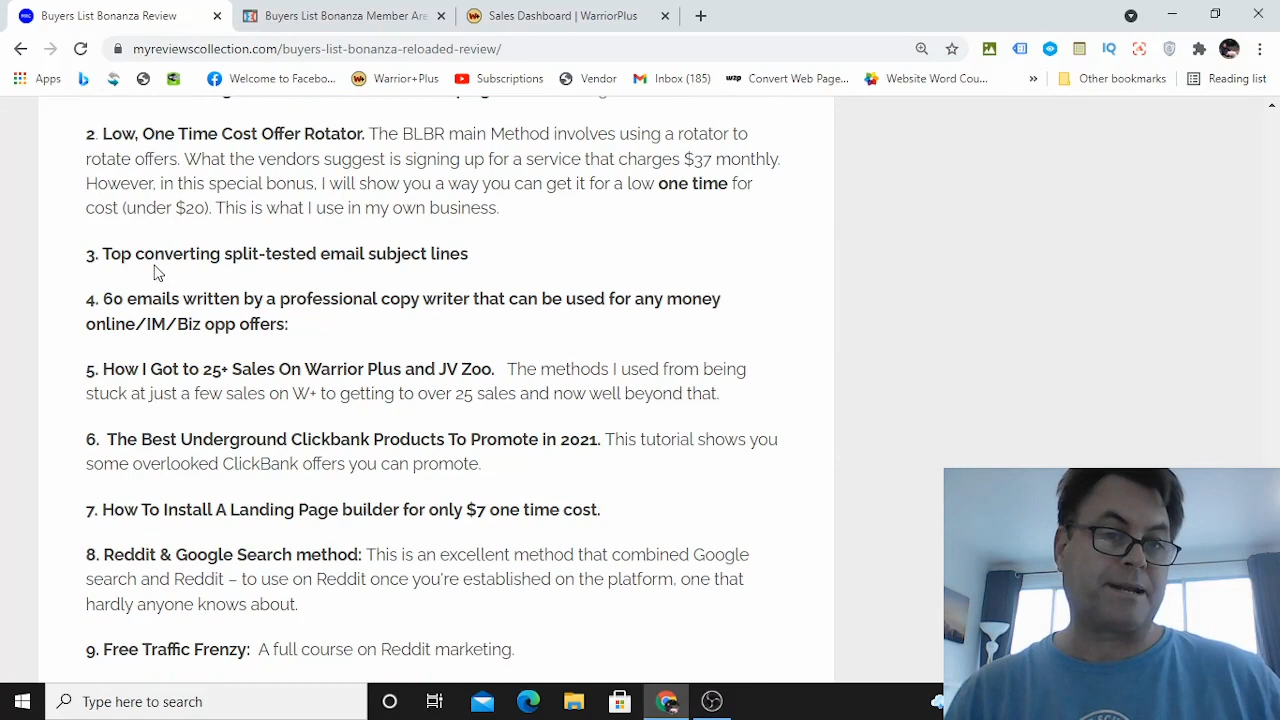 Buyers List Bonanza Review
Buyers List Bonanza Member Are
Sales Dashboard | WarriorPlus
myreviewscollection.com/buyers-list-bonanza-reloaded-review/
Apps
Welcome to Facebo...
Warrior+Plus
Subscriptions
Vendor
Inbox (185)
Convert Web Page...
Website Word Cou...
»
Other bookmarks
Reading list
2. Low, One Time Cost Offer Rotator. The BLBR main Method involves using a rotator to
rotate offers. What the vendors suggest is signing up for a service that charges $37 monthly.
However, in this special bonus, I will show you a way you can get it for a low one time for
cost (under $20). This is what I use in my own business.
3. Top converting split-tested email subject lines
4. 60 emails written by a professional copy writer that can be used for any money
online/IM/Biz opp offers:
5. How I Got to 25+ Sales On Warrior Plus and JV Zoo. The methods I used from being
stuck at just a few sales on W+ to getting to over 25 sales and now well beyond that.
6. The Best Underground Clickbank Products To Promote in 2021. This tutorial shows you
some overlooked ClickBank offers you can promote.
7. How To Install A Landing Page builder for only $7 one time cost.
8. Reddit & Google Search method: This is an excellent method that combined Google
search and Reddit – to use on Reddit once you're established on the platform, one that
hardly anyone knows about.
9. Free Traffic Frenzy: A full course on Reddit marketing.
Type here to search